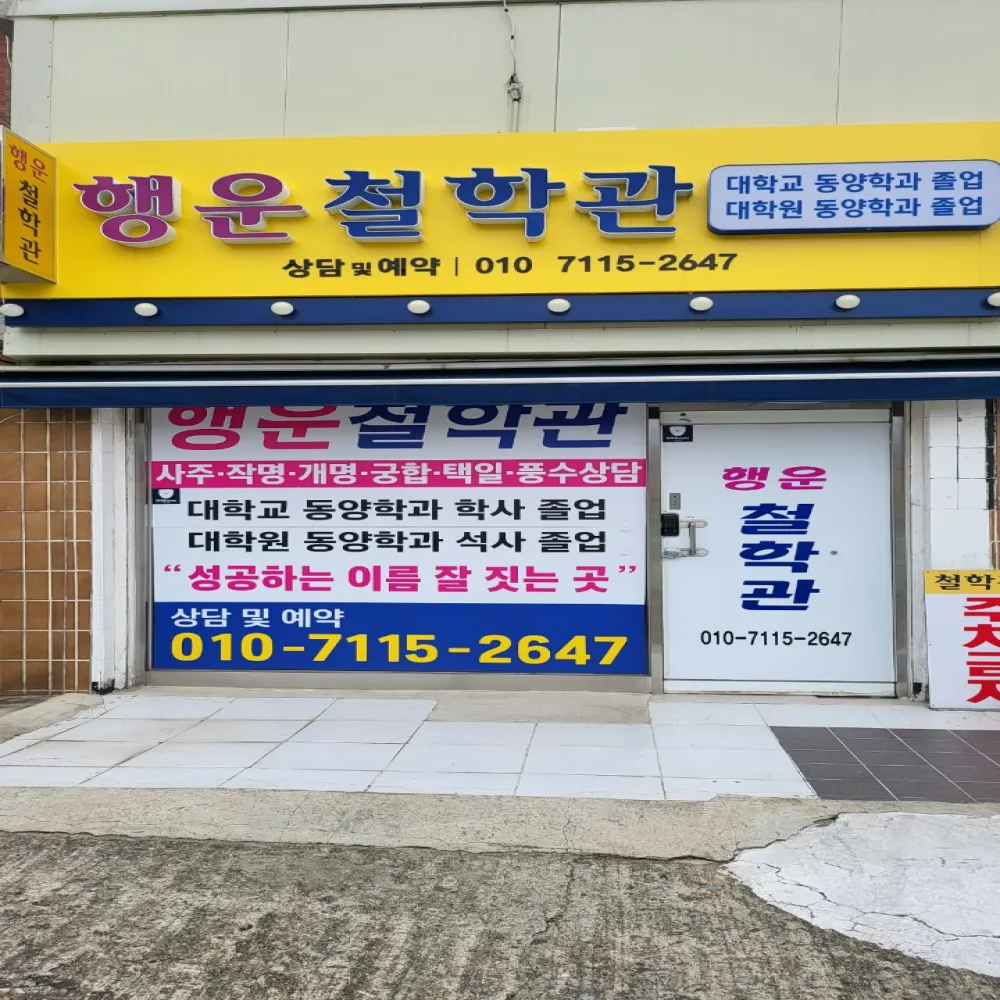 행운 철학관
대학교 동양학과 졸업
대학원 동양학과 졸업
상담 및 예약 | 010 7115-2647
행운 철학관
행운철학관
사주·작명·개명·궁합·택일·풍수상담
대학교 동양학과 학사 졸업
대학원 동양학과 석사 졸업
“성공하는 이름 잘 짓는 곳”
상담 및 예약
010-7115-2647
행운
철학관
010-7115-2647
철학